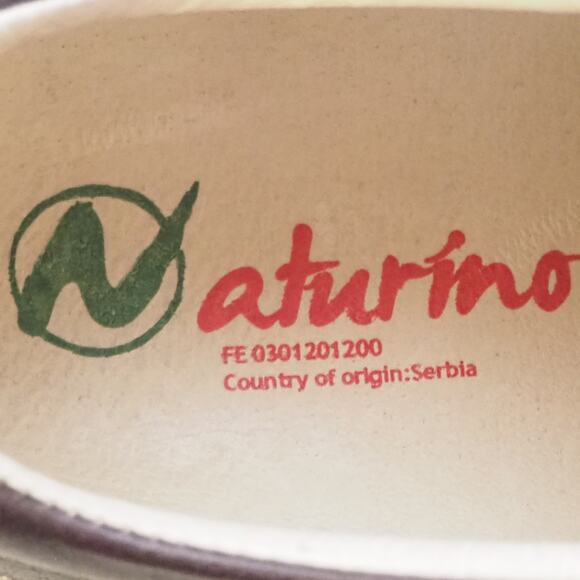 Naturino
FE 0301201200
Country of origin:Serbia